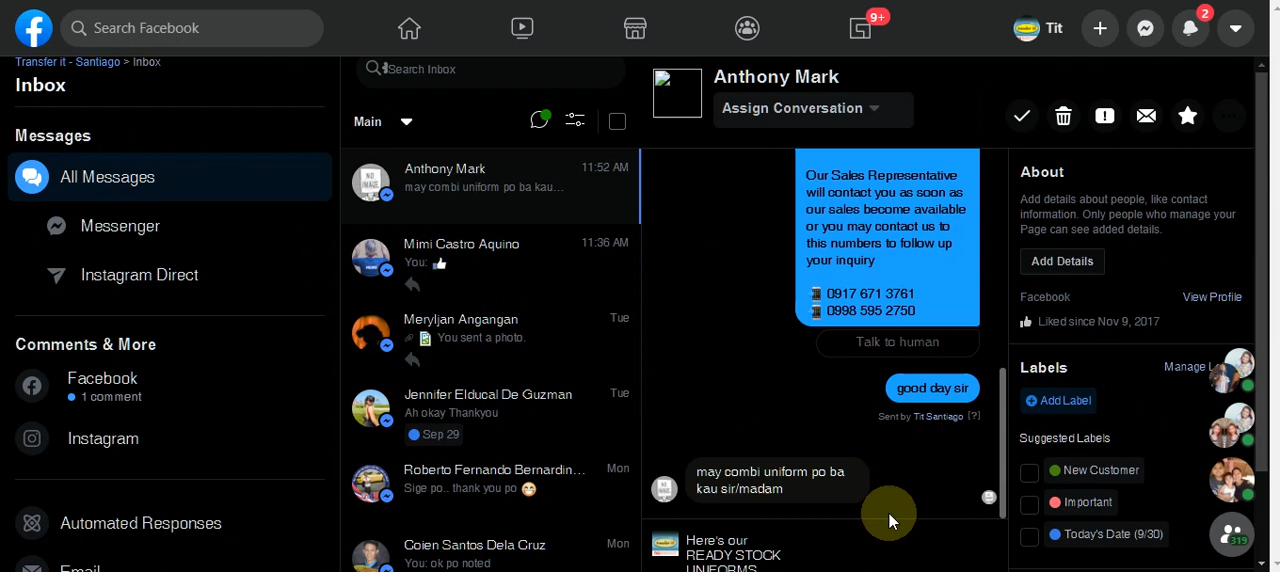 Search Facebook
9+
Tit
2
Transfer it - Santiago > Inbox
Inbox
Messages
All Messages
Messenger
Instagram Direct
Comments & More
Facebook
1 comment
Instagram
Automated Responses
Email
Search Inbox
Main
Anthony Mark
11:52 AM
may combi uniform po ba kau...
Mimi Castro Aquino
11:36 AM
You: 👍
Meryljan Angangan
Tue
You sent a photo.
Jennifer Elducal De Guzman
Tue
Ah okay Thankyou
Sep 29
Roberto Fernando Bernardin...
Mon
Sige po.. thank you po 😁
Coien Santos Dela Cruz
Mon
You: ok po noted
Anthony Mark
Assign Conversation
Our Sales Representative
will contact you as soon as
our sales become available
or you may contact us to
this numbers to follow up
your inquiry
0917 671 3761
0998 595 2750
Talk to human
good day sir
Sent by Tit Santiago [?]
may combi uniform po ba
kau sir/madam
Here's our
READY STOCK
UNIFORMS
About
Add details about people, like contact
information. Only people who manage your
Page can see added details.
Add Details
Facebook
View Profile
Liked since Nov 9, 2017
Labels
Manage L
Add Label
Suggested Labels
New Customer
Important
Today's Date (9/30)
319